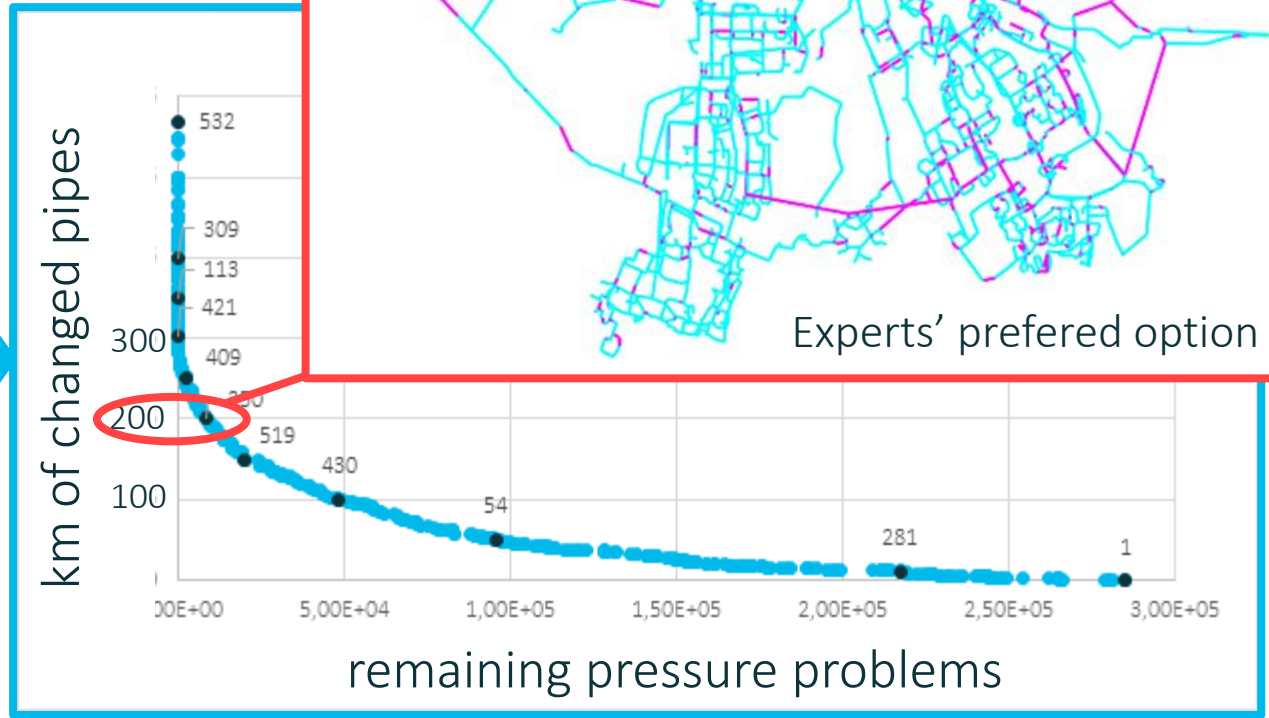 km of changed pipes
532
309
113
421
300
409
200
519
430
100
54
281
1
5,00E+04
1,00E+05
1,50E+05
2,00E+05
2,50E+05
3,00E+05
remaining pressure problems
Experts’ prefered option